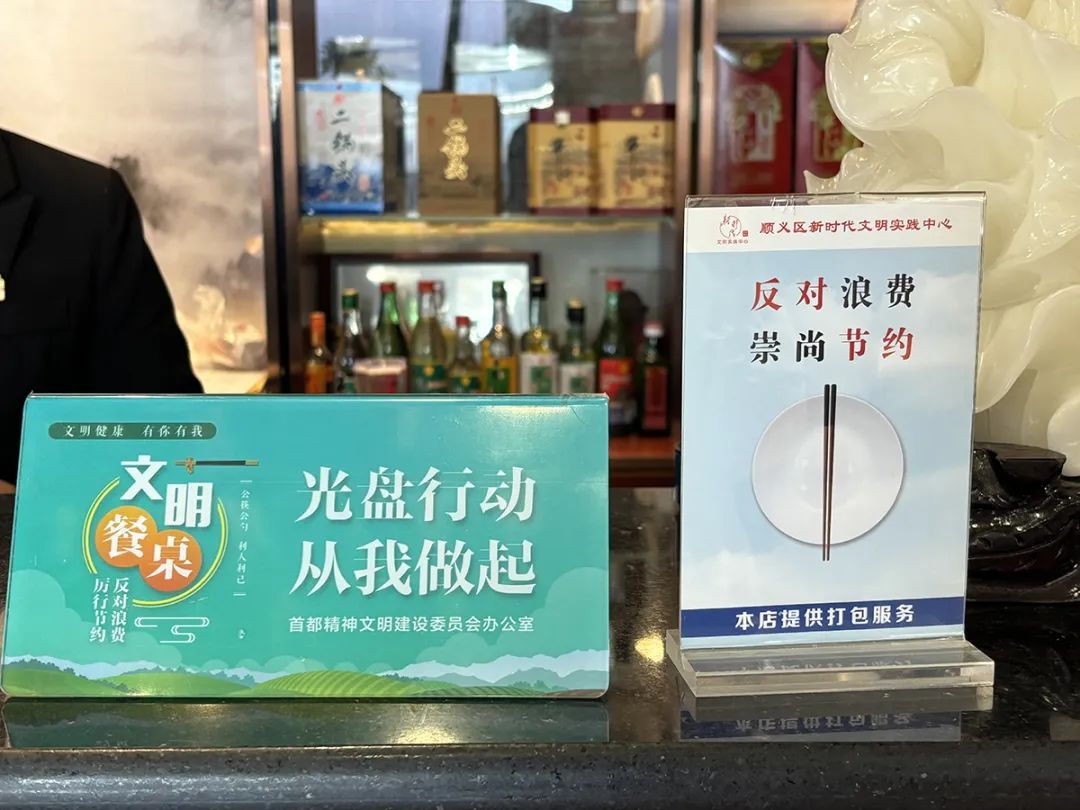 二锅头
文明健康 有你有我
文明
餐桌
公筷公勺 利人利己
反对浪费
厉行节约
光盘行动
从我做起
首都精神文明建设委员会办公室
顺义区新时代文明实践中心
反对浪费
崇尚节约
本店提供打包服务